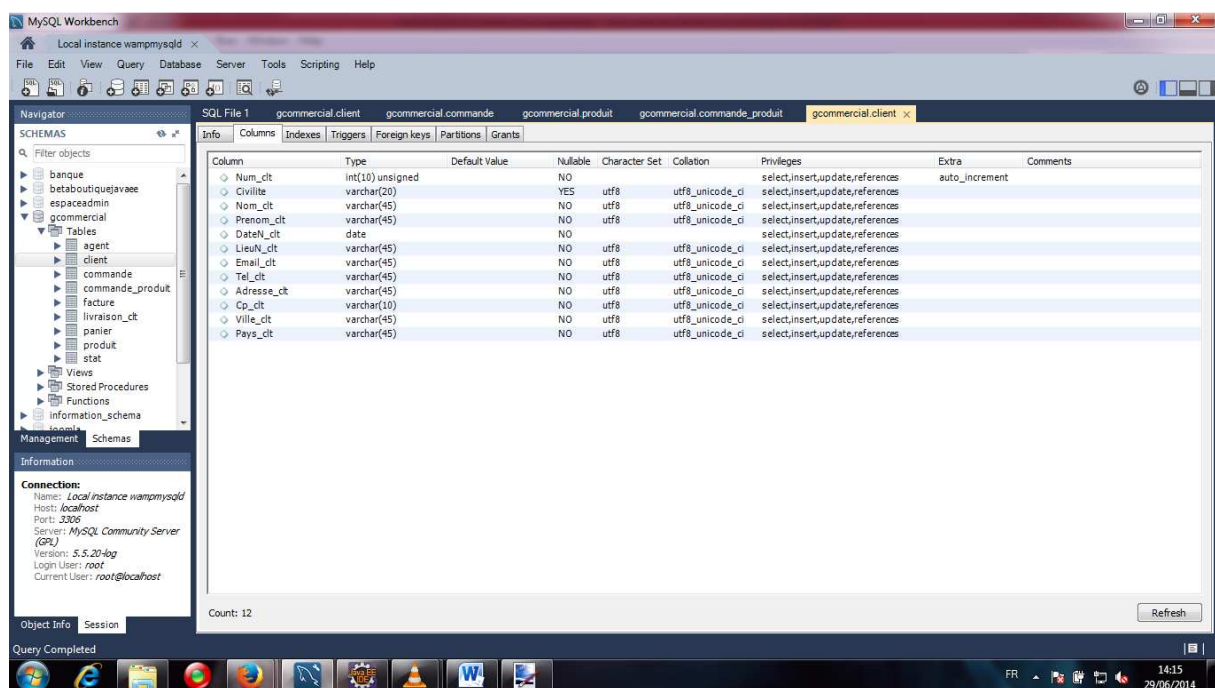 MySQL Workbench
Local instance wampmysqld ×
File Edit View Query Database Server Tools Scripting Help
Navigator
SQL File 1 gcommercial.client gcommercial.commande gcommercial.produit gcommercial.commande_produit gcommercial.client ×
SCHEMAS
Info Columns Indexes Triggers Foreign keys Partitions Grants
Filter objects
banque
betaboutiquejavaee
espaceadmin
gcommercial
Tables
agent
client
commande
commande_produit
facture
livraison_clt
panier
produit
stat
Views
Stored Procedures
Functions
information_schema
joomla
Management Schemas
Column Type Default Value Nullable Character Set Collation Privileges Extra Comments
Num_clt int(10) unsigned NO select,insert,update,references auto_increment
Civilite varchar(20) YES utf8 utf8_unicode_ci select,insert,update,references
Nom_clt varchar(45) NO utf8 utf8_unicode_ci select,insert,update,references
Prenom_clt varchar(45) NO utf8 utf8_unicode_ci select,insert,update,references
DateN_clt date NO select,insert,update,references
LieuN_clt varchar(45) NO utf8 utf8_unicode_ci select,insert,update,references
Email_clt varchar(45) NO utf8 utf8_unicode_ci select,insert,update,references
Tel_clt varchar(45) NO utf8 utf8_unicode_ci select,insert,update,references
Adresse_clt varchar(45) NO utf8 utf8_unicode_ci select,insert,update,references
Cp_clt varchar(10) NO utf8 utf8_unicode_ci select,insert,update,references
Ville_clt varchar(45) NO utf8 utf8_unicode_ci select,insert,update,references
Pays_clt varchar(45) NO utf8 utf8_unicode_ci select,insert,update,references
Information
Connection:
Name: Local instance wampmysqld
Host: localhost
Port: 3306
Server: MySQL Community Server
(GPL)
Version: 5.5.20-log
Login User: root
Current User: root@localhost
Count: 12
Refresh
Object Info Session
Query Completed
FR
14:15
29/06/2014